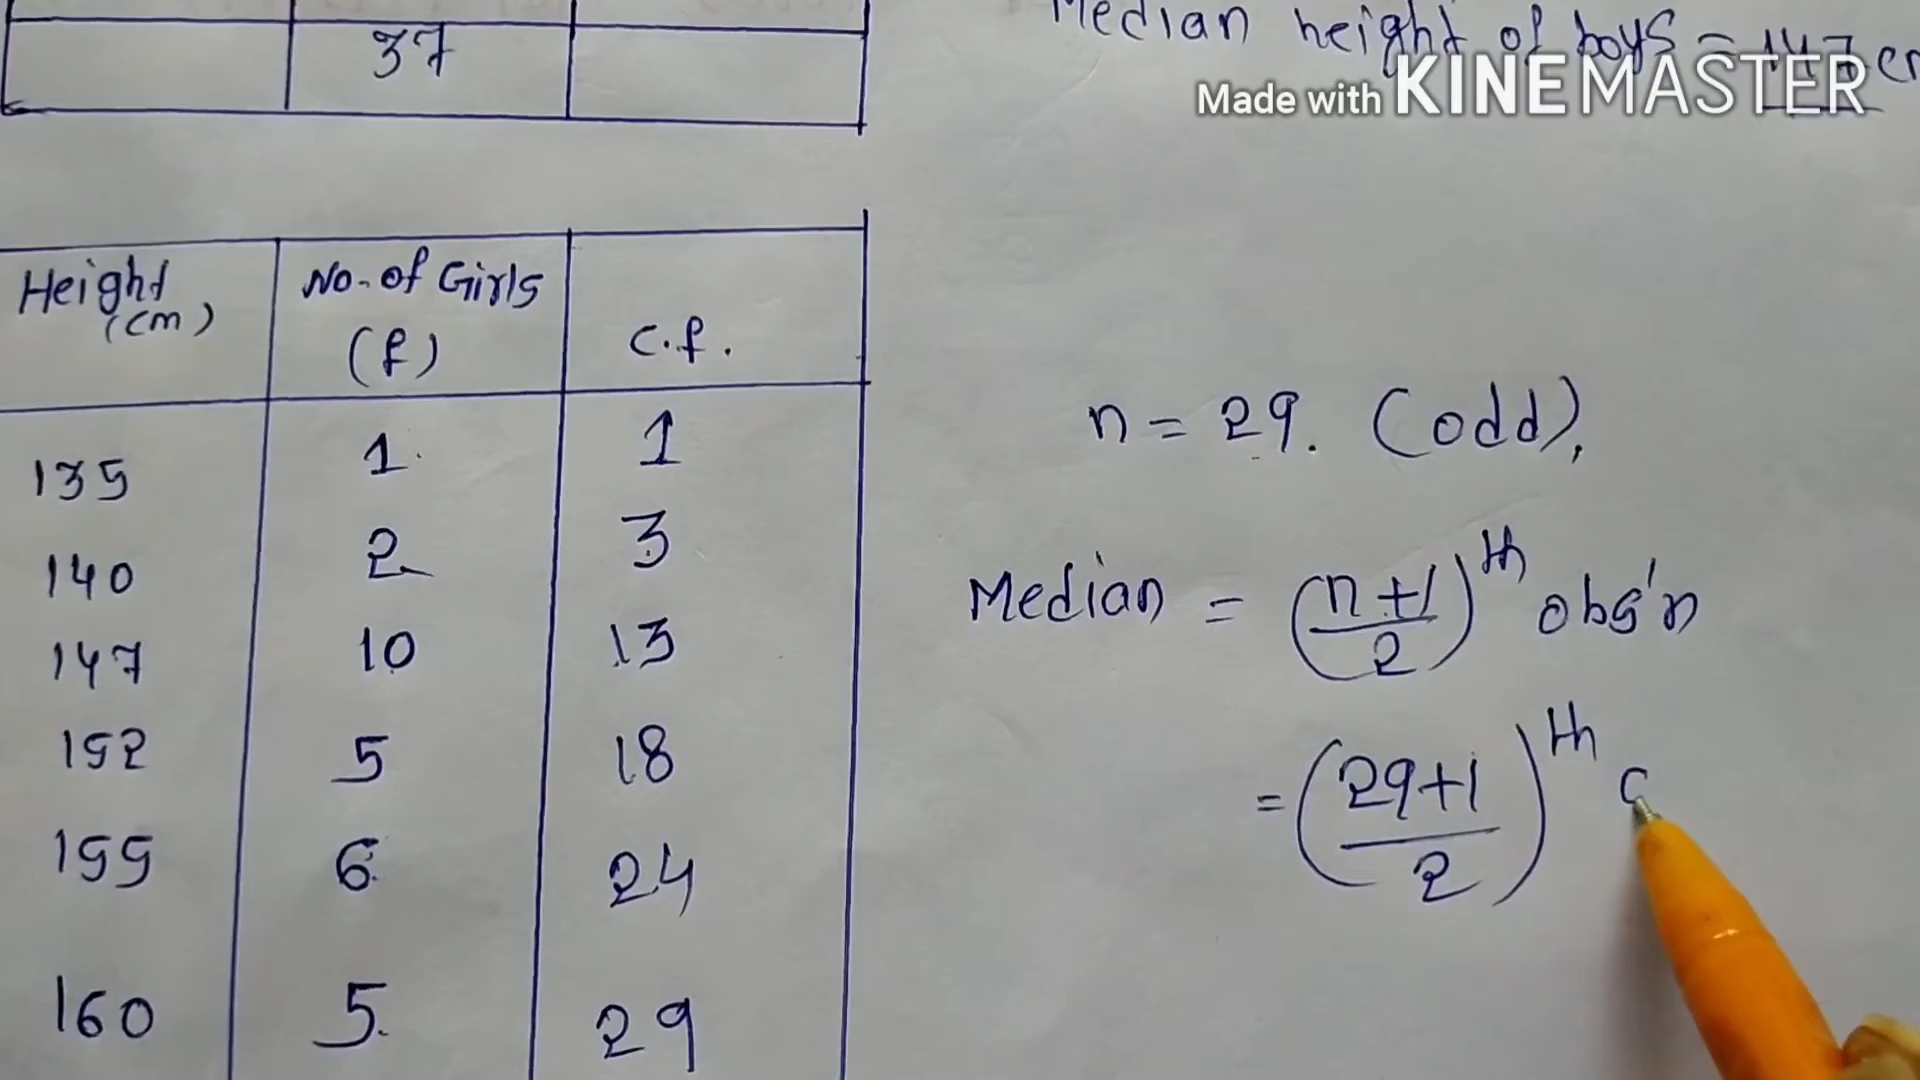 37
Median height of boys = 147 cm
Made with KINEMASTER
Height (cm) No. of Girls (f) c.f.
135 1 1
140 2 3
147 10 13
152 5 18
155 6 24
160 5 29
n = 29. (odd),
Median = (n+1/2)th obs'n
= (29+1/2)th